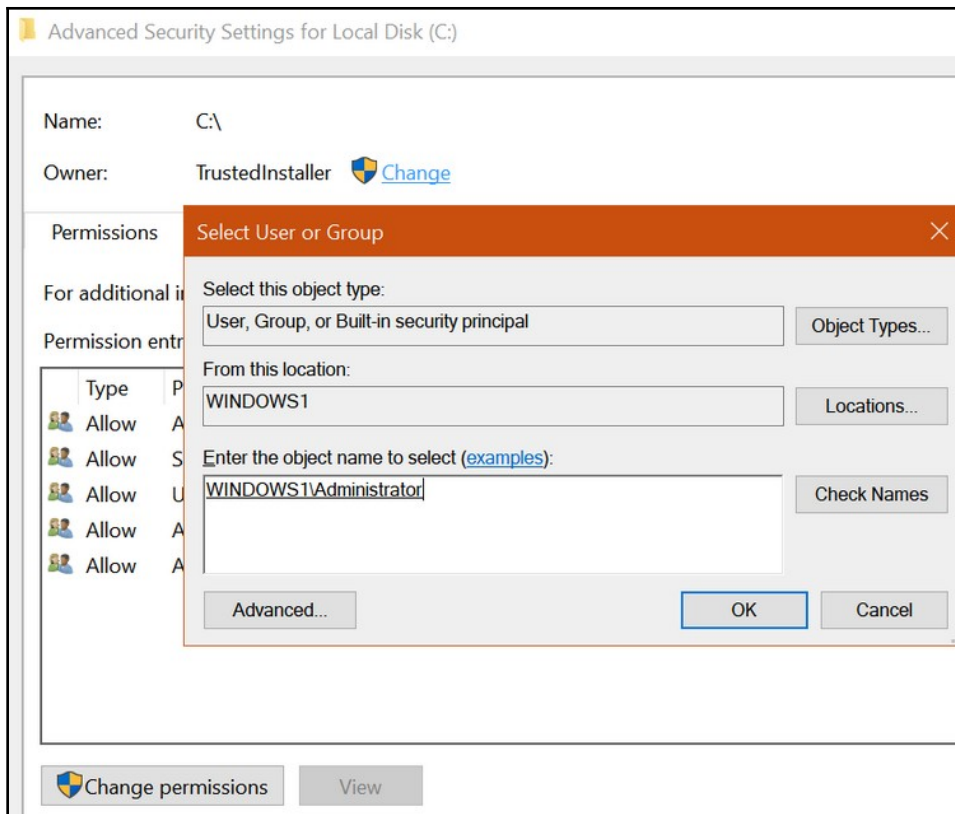 Advanced Security Settings for Local Disk (C:)
Name: C:\
Owner: TrustedInstaller Change
Permissions
Select User or Group
For additional i
Select this object type:
User, Group, or Built-in security principal
Object Types...
Permission entr
From this location:
WINDOWS1
Locations...
Type P
Allow A
Allow S
Allow U
Allow A
Allow A
Enter the object name to select (examples):
WINDOWS1\Administrator
Check Names
Advanced... OK Cancel
Change permissions View